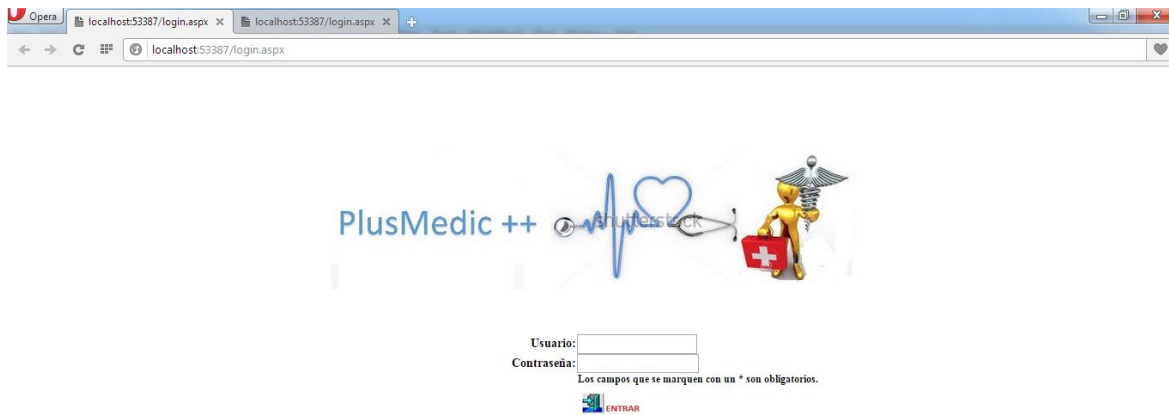 Opera
localhost:53387/login.aspx
localhost:53387/login.aspx
localhost:53387/login.aspx
PlusMedic ++
shutterstock
Usuario:
Contraseña:
Los campos que se marquen con un * son obligatorios.
ENTRAR